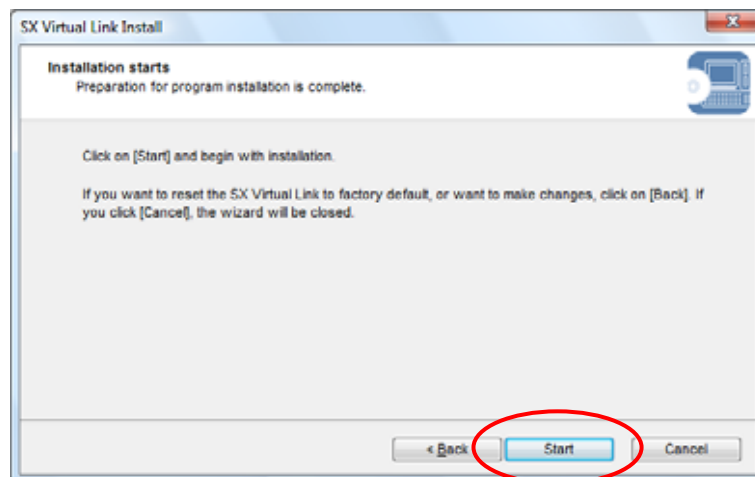 SX Virtual Link Install
Installation starts
Preparation for program installation is complete.
Click on [Start] and begin with installation.
If you want to reset the SX Virtual Link to factory default, or want to make changes, click on [Back]. If
you click [Cancel], the wizard will be closed.
< Back Start Cancel